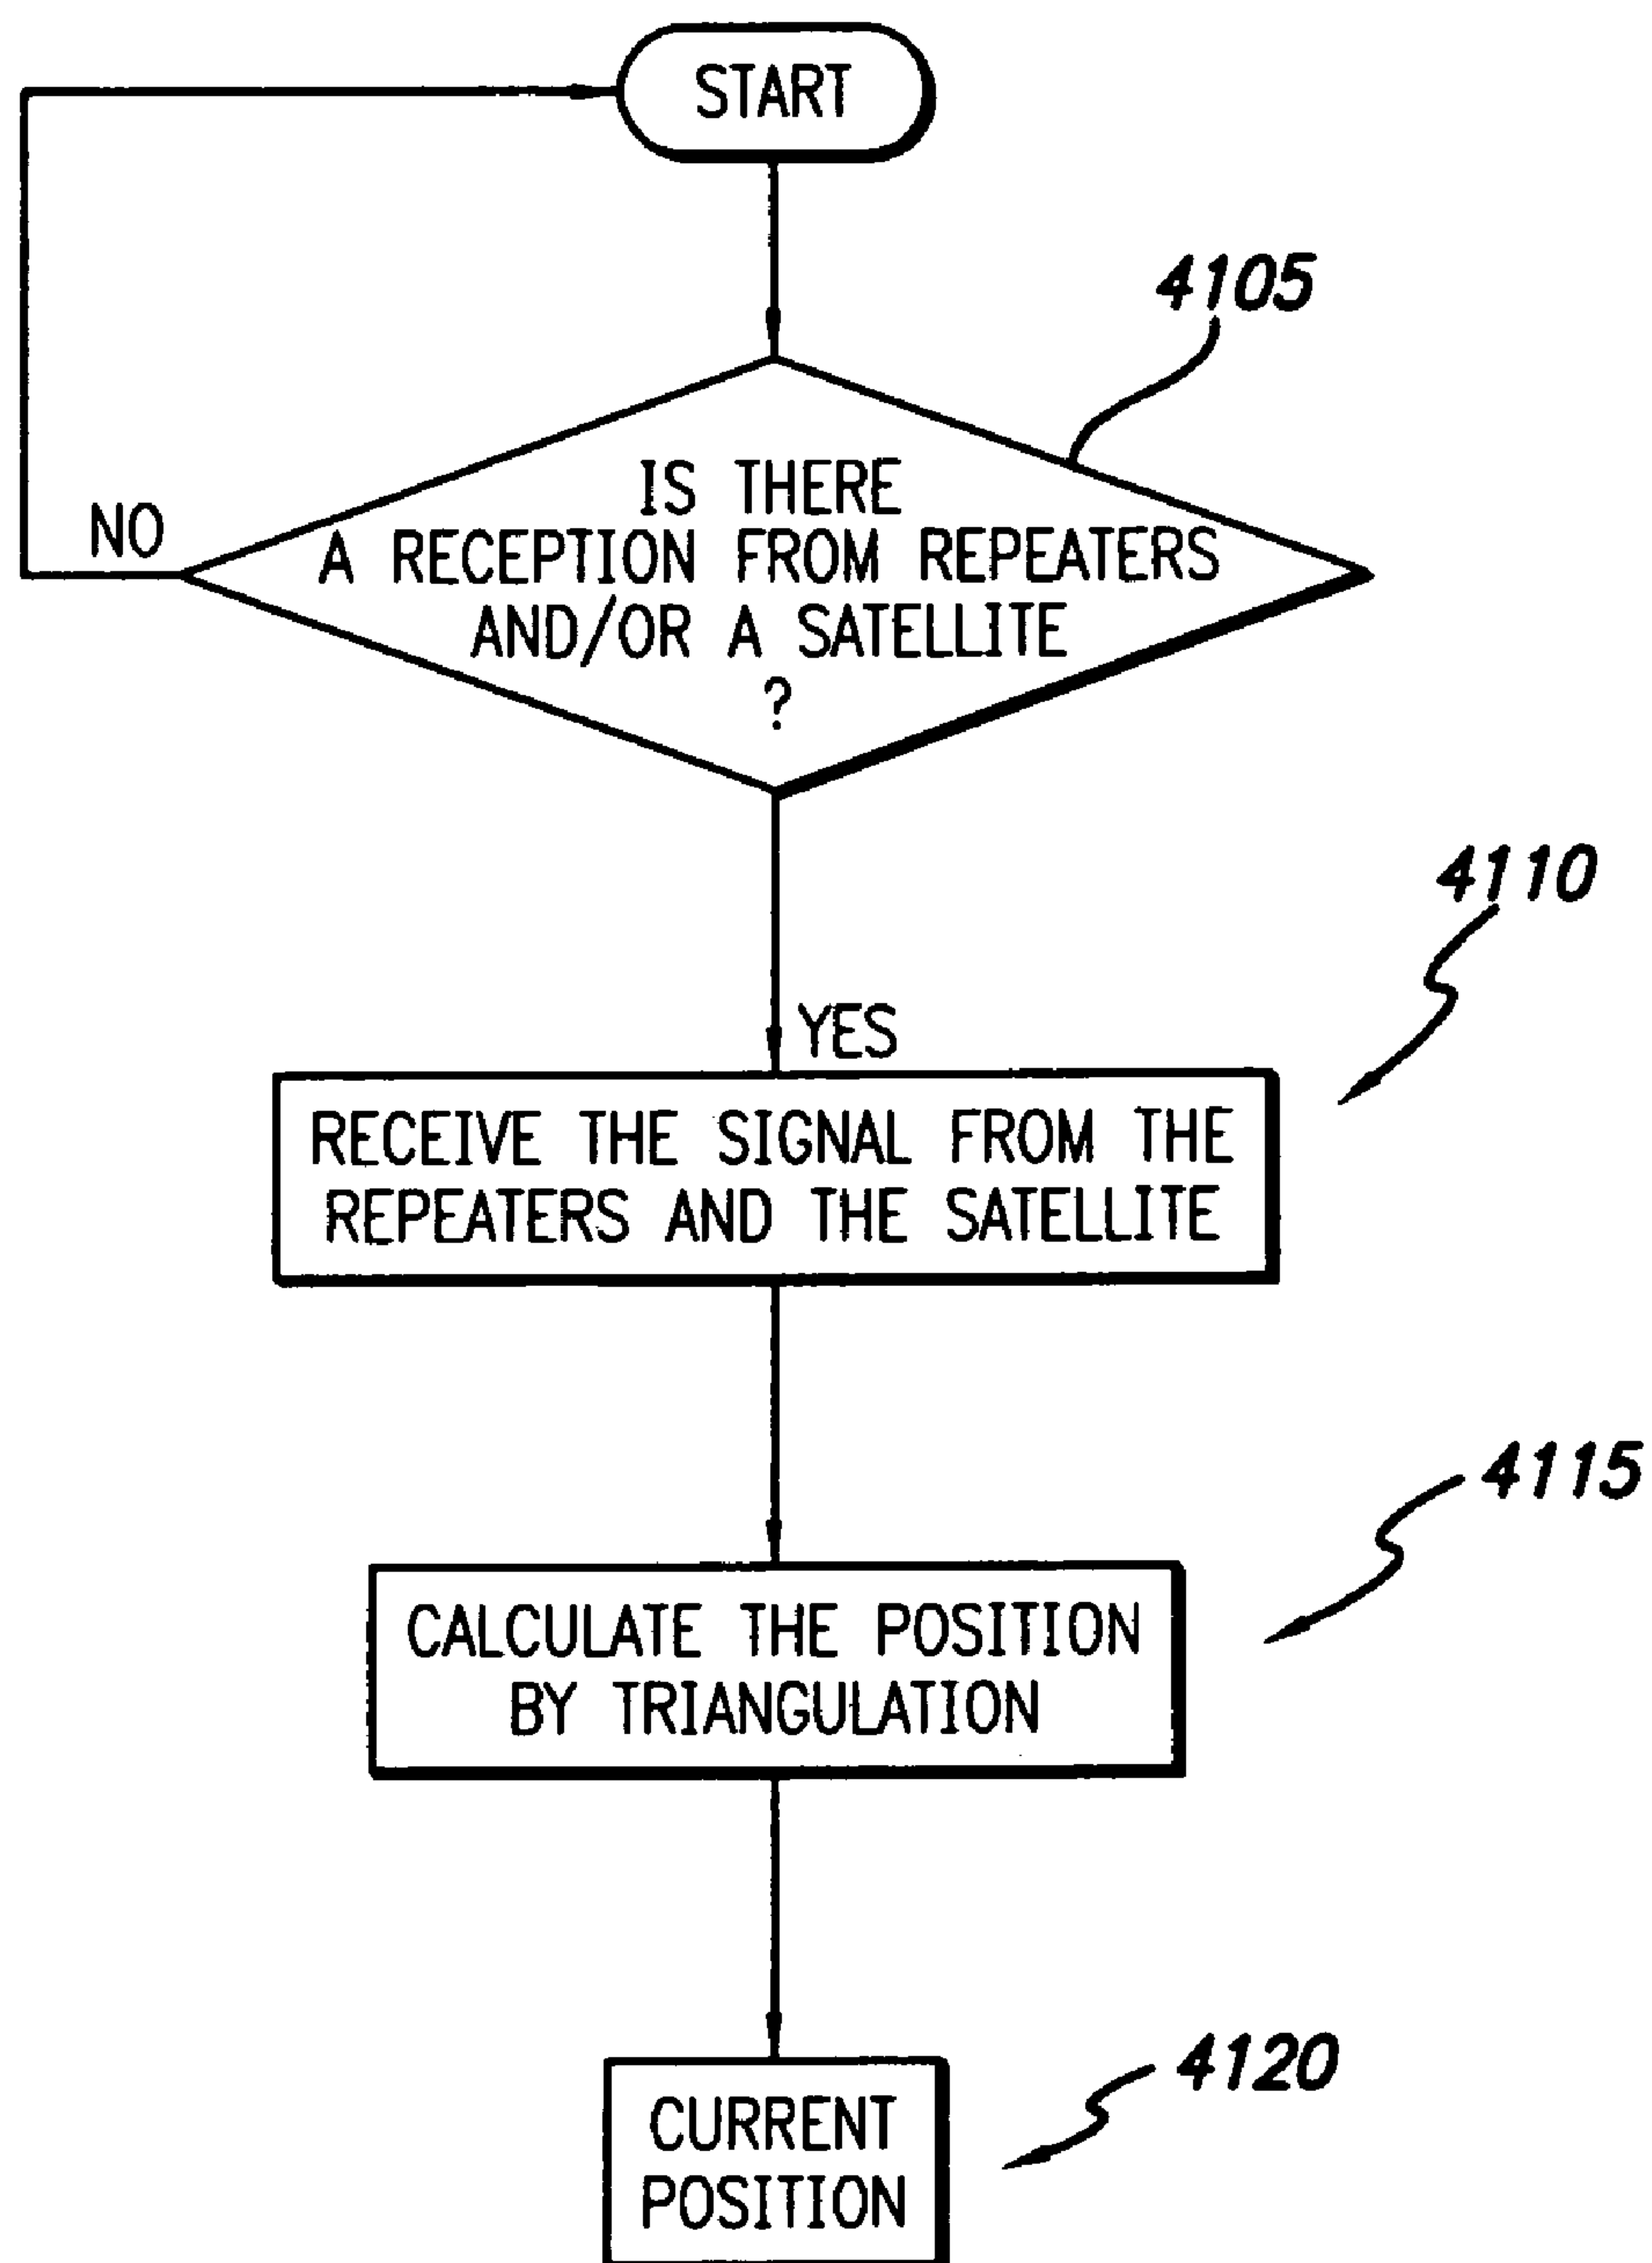 START
4105
IS THERE
A RECEPTION FROM REPEATERS
AND/OR A SATELLITE
?
NO
4110
YES
RECEIVE THE SIGNAL FROM THE
REPEATERS AND THE SATELLITE
4115
CALCULATE THE POSITION
BY TRIANGULATION
4120
CURRENT
POSITION